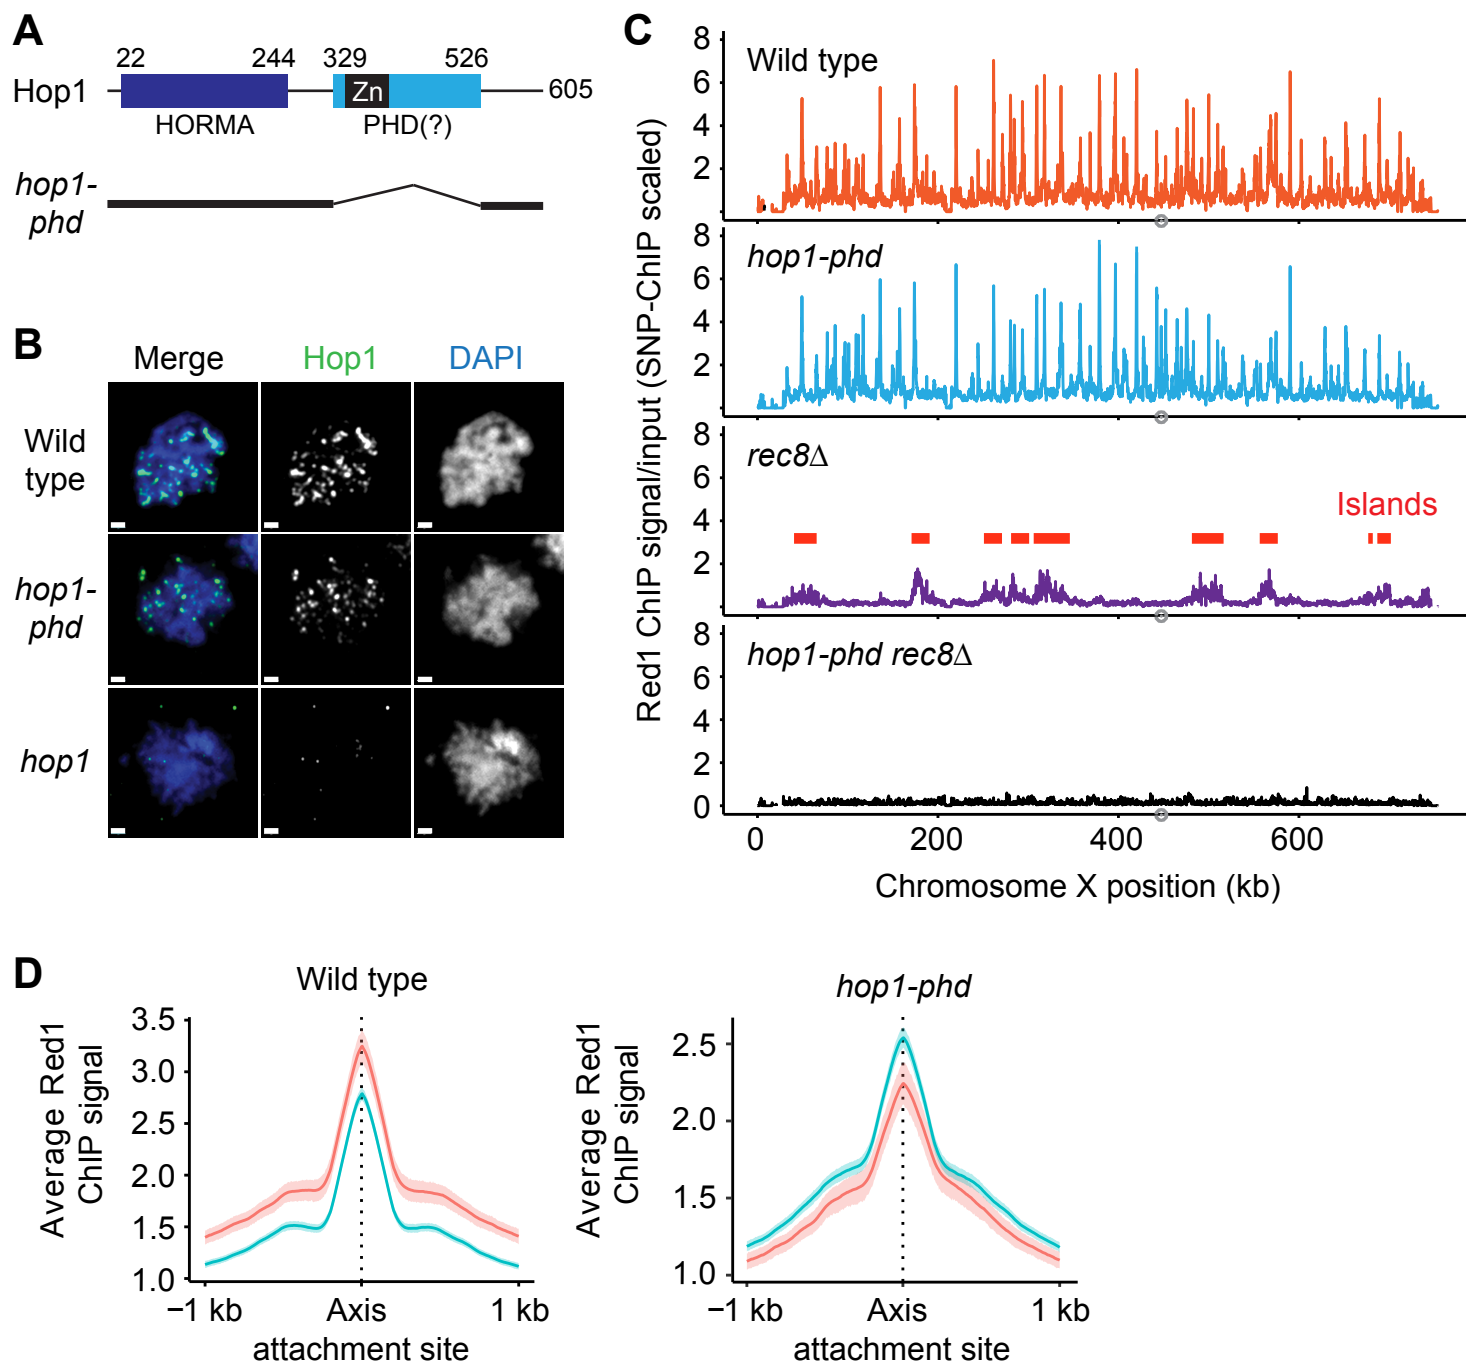 A
22 244 329 526
Hop1 Zn 605
HORMA PHD(?)
hop1-
phd
B
Merge Hop1 DAPI
Wild
type
hop1-
phd
hop1
C
Red1 ChIP signal/input (SNP-ChIP scaled)
8
6
4
2
Wild type
8
6
4
2
hop1-phd
8
6
4
2
rec8Δ
Islands
8
6
4
2
0
hop1-phd rec8Δ
0 200 400 600
Chromosome X position (kb)
D
Wild type
Average Red1
ChIP signal
3.5
3.0
2.5
2.0
1.5
1.0
−1 kb Axis 1 kb
attachment site
hop1-phd
Average Red1
ChIP signal
2.5
2.0
1.5
1.0
−1 kb Axis 1 kb
attachment site